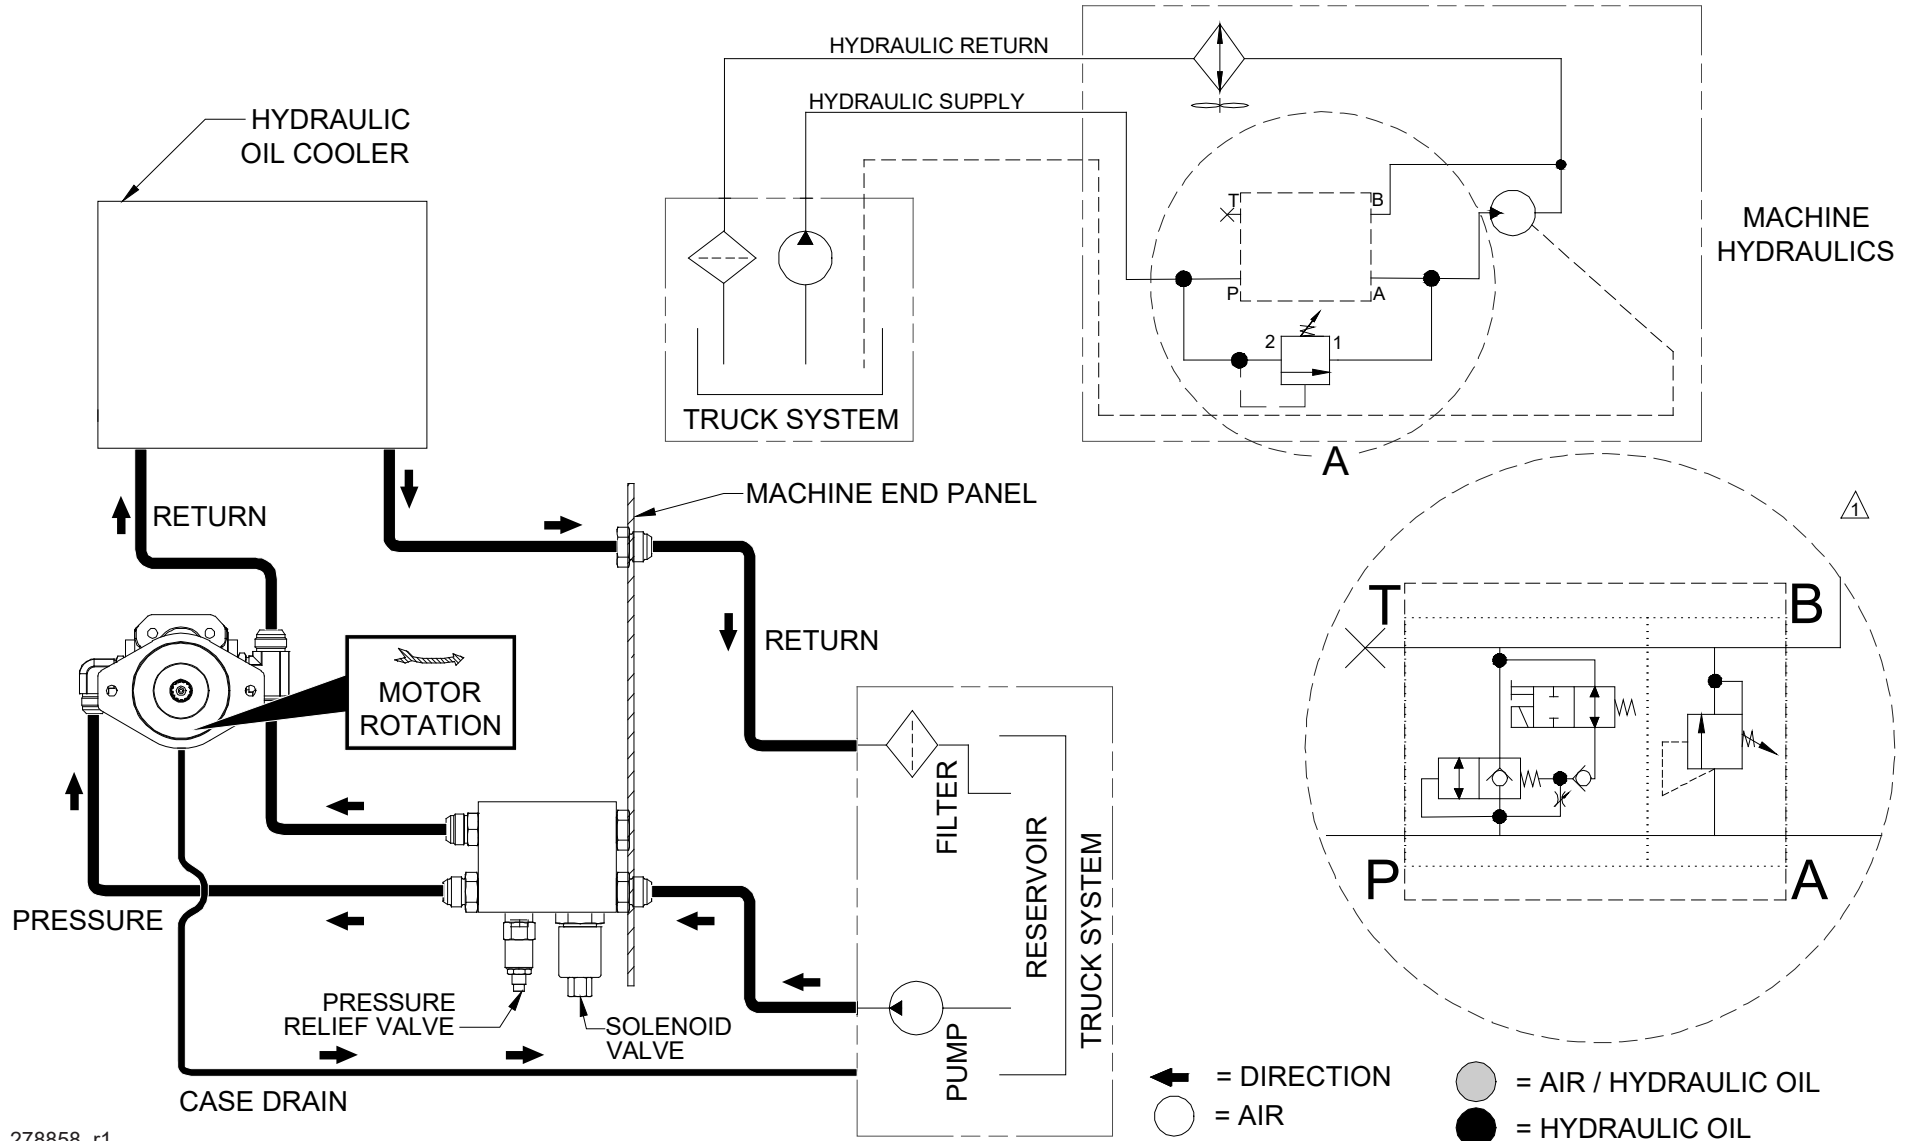 HYDRAULIC RETURN
HYDRAULIC SUPPLY
HYDRAULIC
OIL COOLER
T
B
P
A
2
1
MACHINE
HYDRAULICS
TRUCK SYSTEM
A
MACHINE END PANEL
RETURN
1
T
B
P
A
RETURN
MOTOR
ROTATION
FILTER
RESERVOIR
TRUCK SYSTEM
PUMP
PRESSURE
PRESSURE
RELIEF VALVE
SOLENOID
VALVE
CASE DRAIN
= DIRECTION
= AIR
= AIR / HYDRAULIC OIL
= HYDRAULIC OIL
278858_r1